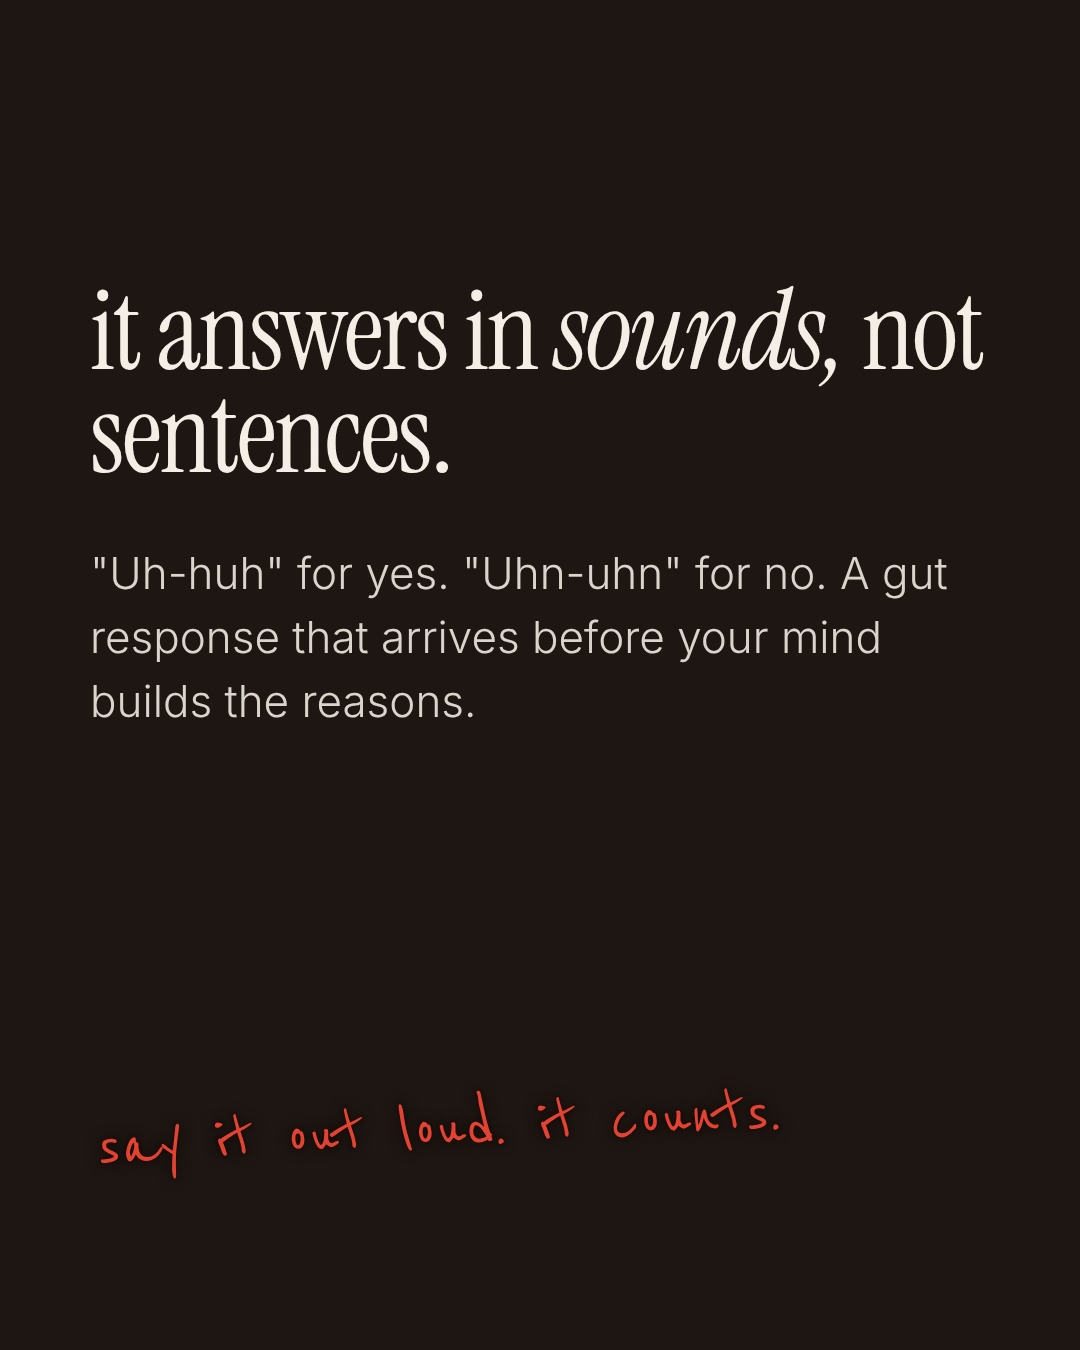 it answers in sounds, not
sentences.
"Uh-huh" for yes. "Uhn-uhn" for no. A gut
response that arrives before your mind
builds the reasons.
say it out loud. it counts.